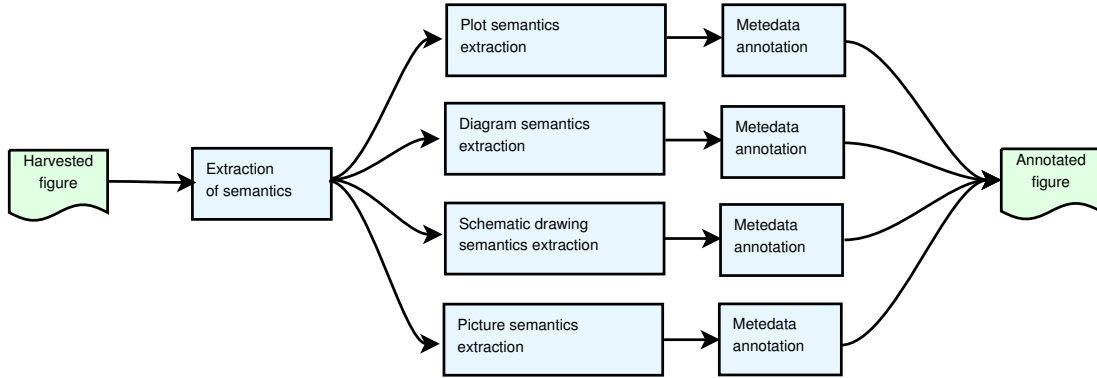 Harvested
figure
Extraction
of semantics
Plot semantics
extraction
Metedata
annotation
Diagram semantics
extraction
Metedata
annotation
Schematic drawing
semantics extraction
Metedata
annotation
Picture semantics
extraction
Metedata
annotation
Annotated
figure